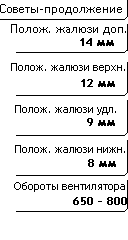 Советы-продолжение
Полож. жалюзи доп.
14 мм
Полож. жалюзи верхн.
12 мм
Полож. жалюзи удл.
9 мм
Полож. жалюзи нижн.
8 мм
Обороты вентилятора
650 - 800